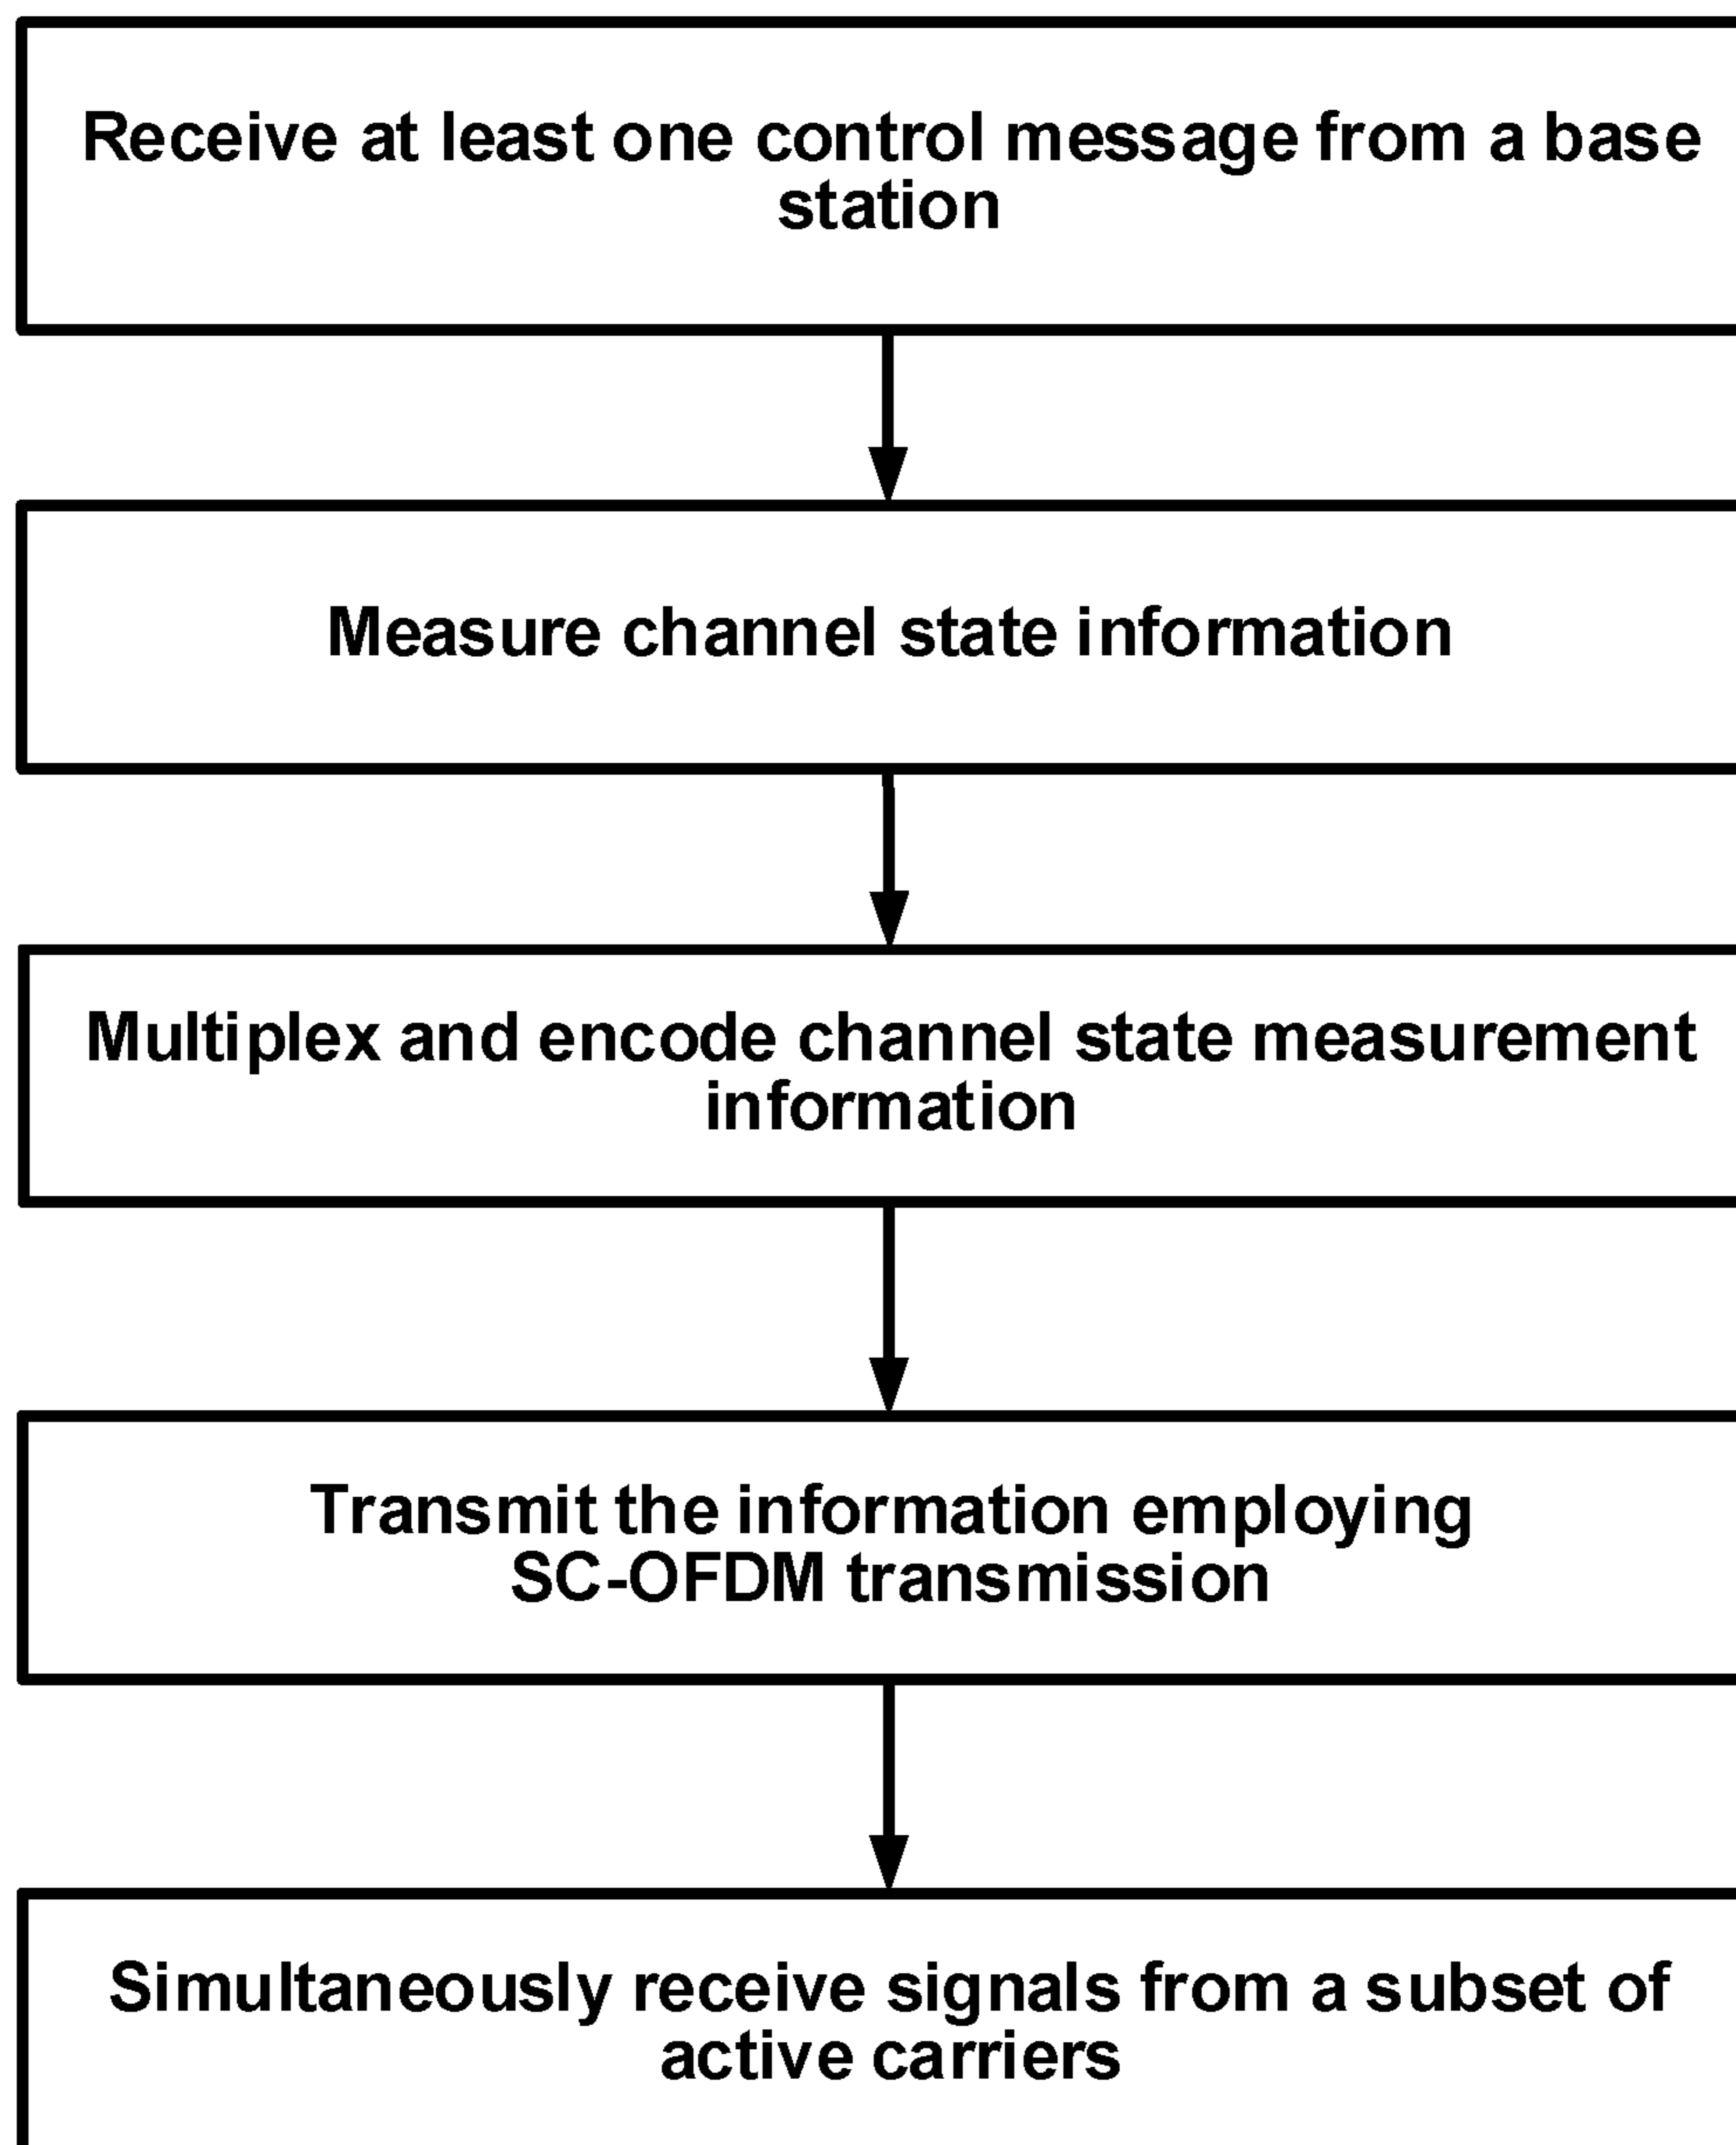 Receive at least one control message from a base
station
Measure channel state information
Multiplex and encode channel state measurement
information
Transmit the information employing
SC-OFDM transmission
Simultaneously receive signals from a subset of
active carriers